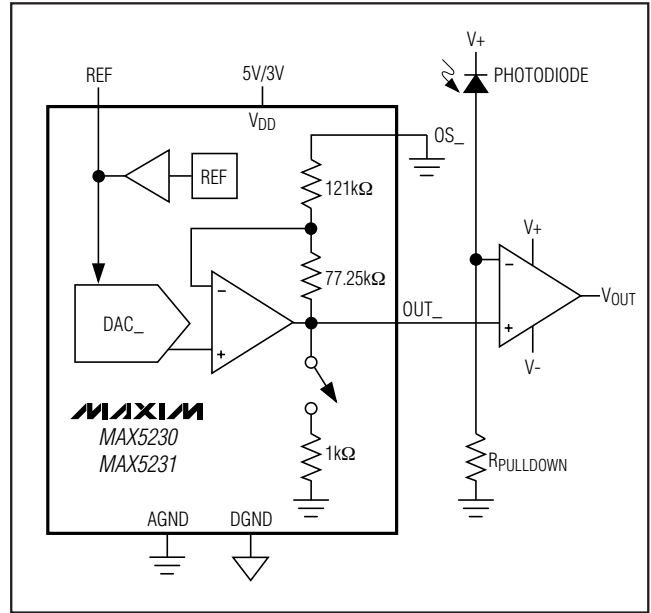 V+
REF
5V/3V
PHOTODIODE
VDD
OS_
REF
121kΩ
V+
77.25kΩ
−
−
DAC_
OUT_
VOUT
+
+
V-
MAXIM
MAX5230
MAX5231
1kΩ
RPULLDOWN
AGND
DGND